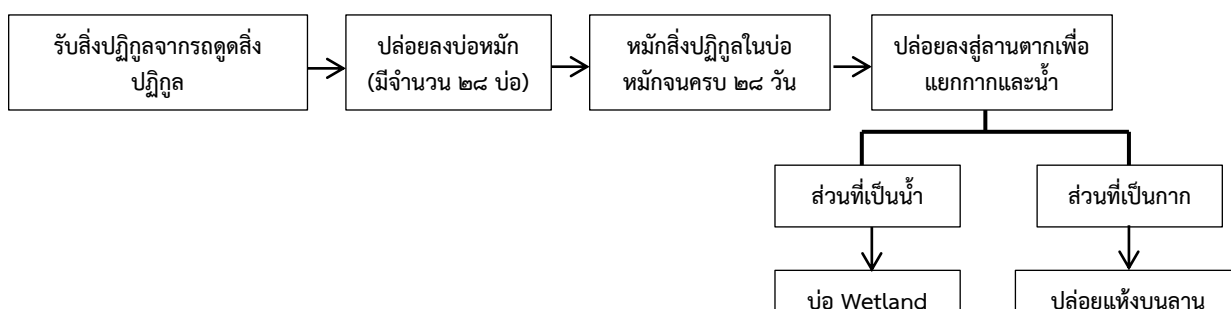 รับสิ่งปฏิกูลจากรถดูดสิ่ง
ปฏิกูล
ปล่อยลงบ่อหมัก
(มีจำนวน ๒๘ บ่อ)
หมักสิ่งปฏิกูลในบ่อ
หมักจนครบ ๒๘ วัน
ปล่อยลงสู่ลานตากเพื่อ
แยกกากและน้ำ
ส่วนที่เป็นน้ำ
ส่วนที่เป็นกาก
บ่อ Wetland
ปล่อยแห้งบนลาน